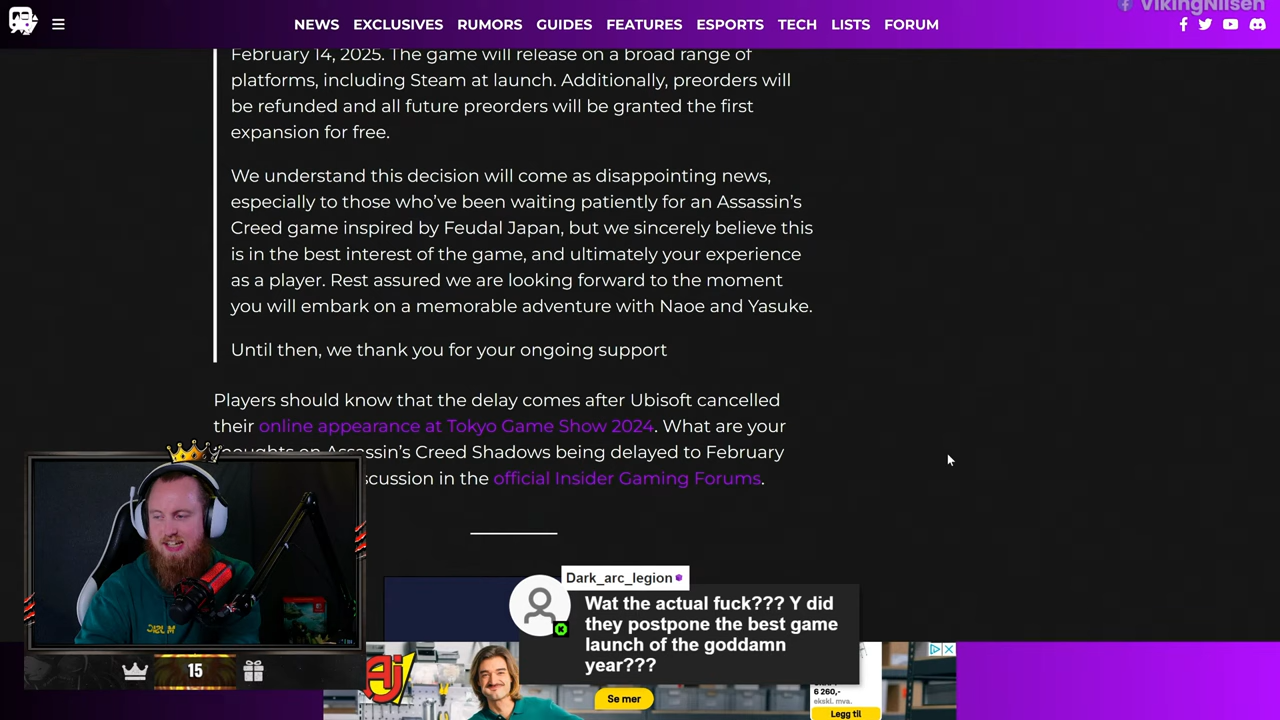 VikingNilsen
NEWS EXCLUSIVES RUMORS GUIDES FEATURES ESPORTS TECH LISTS FORUM
February 14, 2025. The game will release on a broad range of
platforms, including Steam at launch. Additionally, preorders will
be refunded and all future preorders will be granted the first
expansion for free.
We understand this decision will come as disappointing news,
especially to those who've been waiting patiently for an Assassin's
Creed game inspired by Feudal Japan, but we sincerely believe this
is in the best interest of the game, and ultimately your experience
as a player. Rest assured we are looking forward to the moment
you will embark on a memorable adventure with Naoe and Yasuke.
Until then, we thank you for your ongoing support
Players should know that the delay comes after Ubisoft cancelled
their online appearance at Tokyo Game Show 2024. What are your
thoughts on Assassin's Creed Shadows being delayed to February
scussion in the official Insider Gaming Forums.
Dark_arc_legion
Wat the actual fuck??? Y did
they postpone the best game
launch of the goddamn
year???
15
Se mer
6 260,-
ekskl. mva.
Legg til